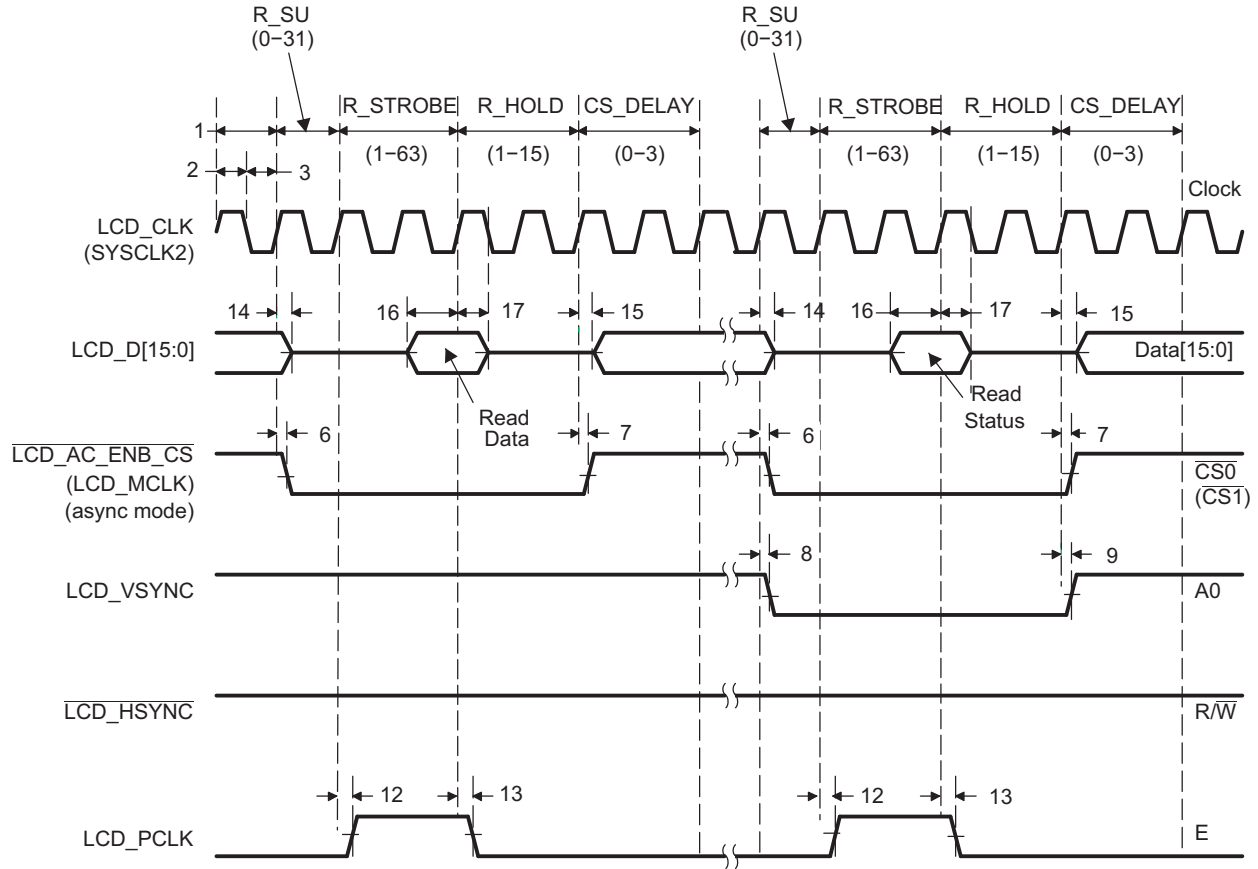 R_SU
(0−31)
R_SU
(0−31)
R_STROBE R_HOLD CS_DELAY
R_STROBE R_HOLD CS_DELAY
1
(1−63) (1−15) (0−3)
(1−63) (1−15) (0−3)
2 3
Clock
LCD_CLK
(SYSCLK2)
14 16 17 15 14 16 17 15
LCD_D[15:0]
Data[15:0]
Read
Data
Read
Status
6 7 6 7
LCD_AC_ENB_CS
(LCD_MCLK)
(async mode)
CS0
(CS1)
8 9
LCD_VSYNC
A0
LCD_HSYNC
R/W
12 13 12 13
LCD_PCLK
E